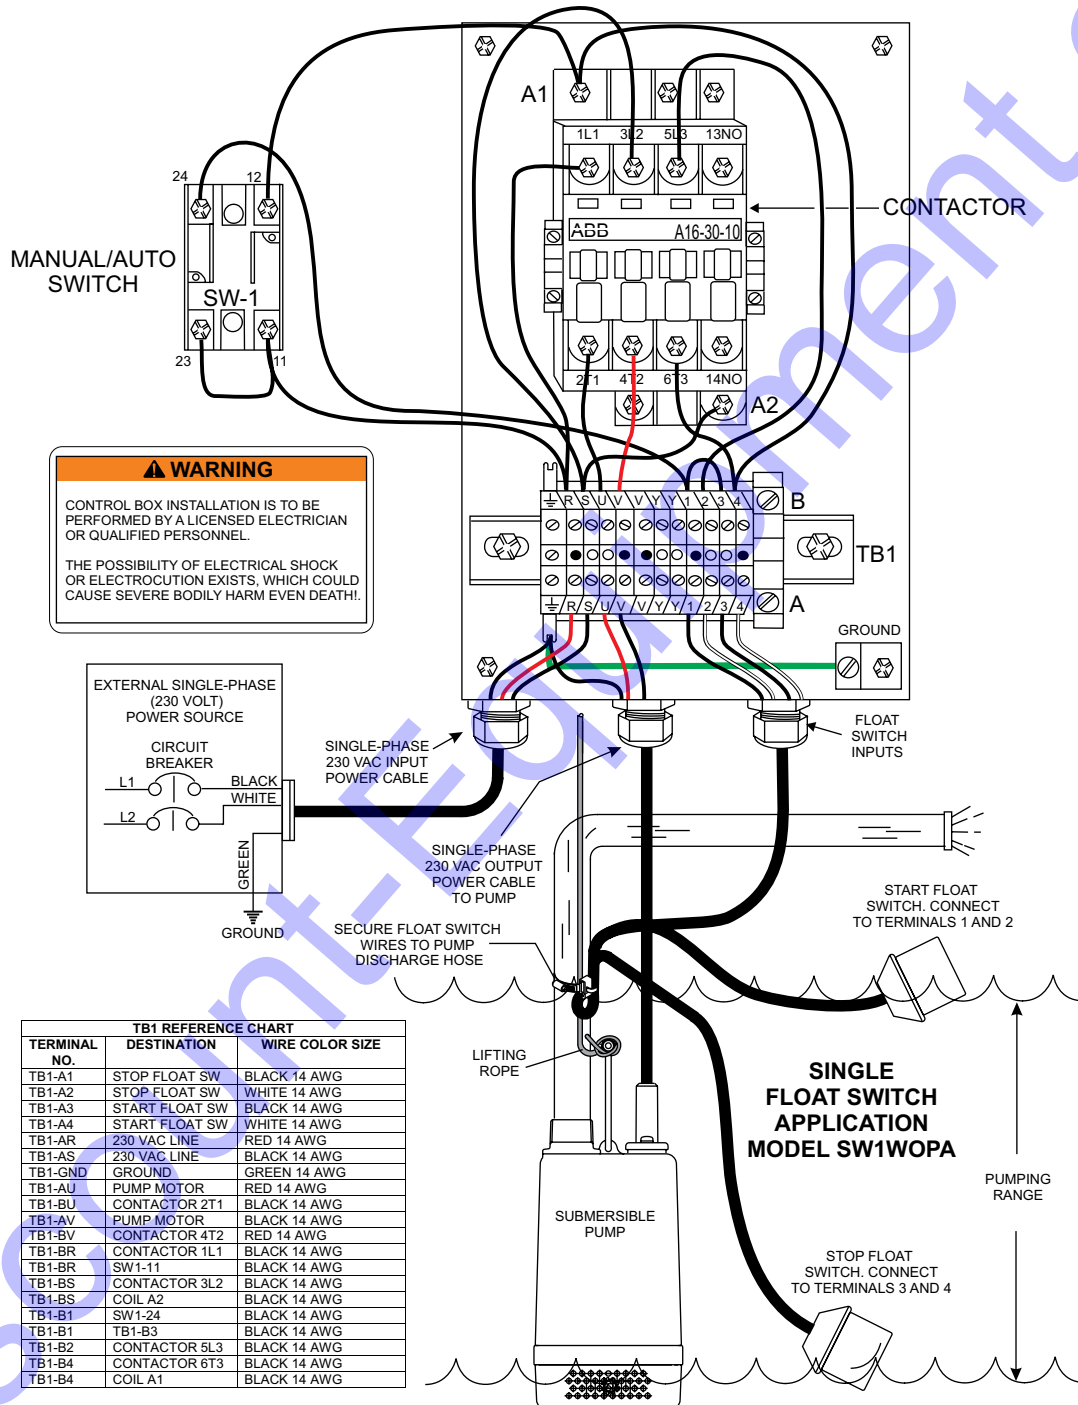 A1
1L1 3L2 5L3 13NO
24 12
CONTACTOR
ABB A16-30-10
MANUAL/AUTO
SWITCH
SW-1
23 11
2T1 4T2 6T3 14NO
A2
WARNING
CONTROL BOX INSTALLATION IS TO BE
PERFORMED BY A LICENSED ELECTRICIAN
OR QUALIFIED PERSONNEL.
THE POSSIBILITY OF ELECTRICAL SHOCK
OR ELECTROCUTION EXISTS, WHICH COULD
CAUSE SEVERE BODILY HARM EVEN DEATH!.
R S U V V Y Y 1 2 3 4
B
TB1
A
R S U V V Y Y 1 2 3 4
GROUND
EXTERNAL SINGLE-PHASE
(230 VOLT)
POWER SOURCE
CIRCUIT
BREAKER
L1
BLACK
WHITE
L2
GREEN
GROUND
SINGLE-PHASE
230 VAC INPUT
POWER CABLE
FLOAT
SWITCH
INPUTS
SINGLE-PHASE
230 VAC OUTPUT
POWER CABLE
TO PUMP
START FLOAT
SWITCH. CONNECT
TO TERMINALS 1 AND 2
SECURE FLOAT SWITCH
WIRES TO PUMP
DISCHARGE HOSE
LIFTING
ROPE
SINGLE
FLOAT SWITCH
APPLICATION
MODEL SW1WOPA
PUMPING
RANGE
SUBMERSIBLE
PUMP
STOP FLOAT
SWITCH. CONNECT
TO TERMINALS 3 AND 4
TB1 REFERENCE CHART
TERMINAL NO. DESTINATION WIRE COLOR SIZE
TB1-A1 STOP FLOAT SW BLACK 14 AWG
TB1-A2 STOP FLOAT SW WHITE 14 AWG
TB1-A3 START FLOAT SW BLACK 14 AWG
TB1-A4 START FLOAT SW WHITE 14 AWG
TB1-AR 230 VAC LINE RED 14 AWG
TB1-AS 230 VAC LINE BLACK 14 AWG
TB1-GND GROUND GREEN 14 AWG
TB1-AU PUMP MOTOR RED 14 AWG
TB1-BU CONTACTOR 2T1 BLACK 14 AWG
TB1-AV PUMP MOTOR BLACK 14 AWG
TB1-BV CONTACTOR 4T2 RED 14 AWG
TB1-BR CONTACTOR 1L1 BLACK 14 AWG
TB1-BR SW1-11 BLACK 14 AWG
TB1-BS CONTACTOR 3L2 BLACK 14 AWG
TB1-BS COIL A2 BLACK 14 AWG
TB1-B1 SW1-24 BLACK 14 AWG
TB1-B1 TB1-B3 BLACK 14 AWG
TB1-B2 CONTACTOR 5L3 BLACK 14 AWG
TB1-B4 CONTACTOR 6T3 BLACK 14 AWG
TB1-B4 COIL A1 BLACK 14 AWG
scount-Equipment